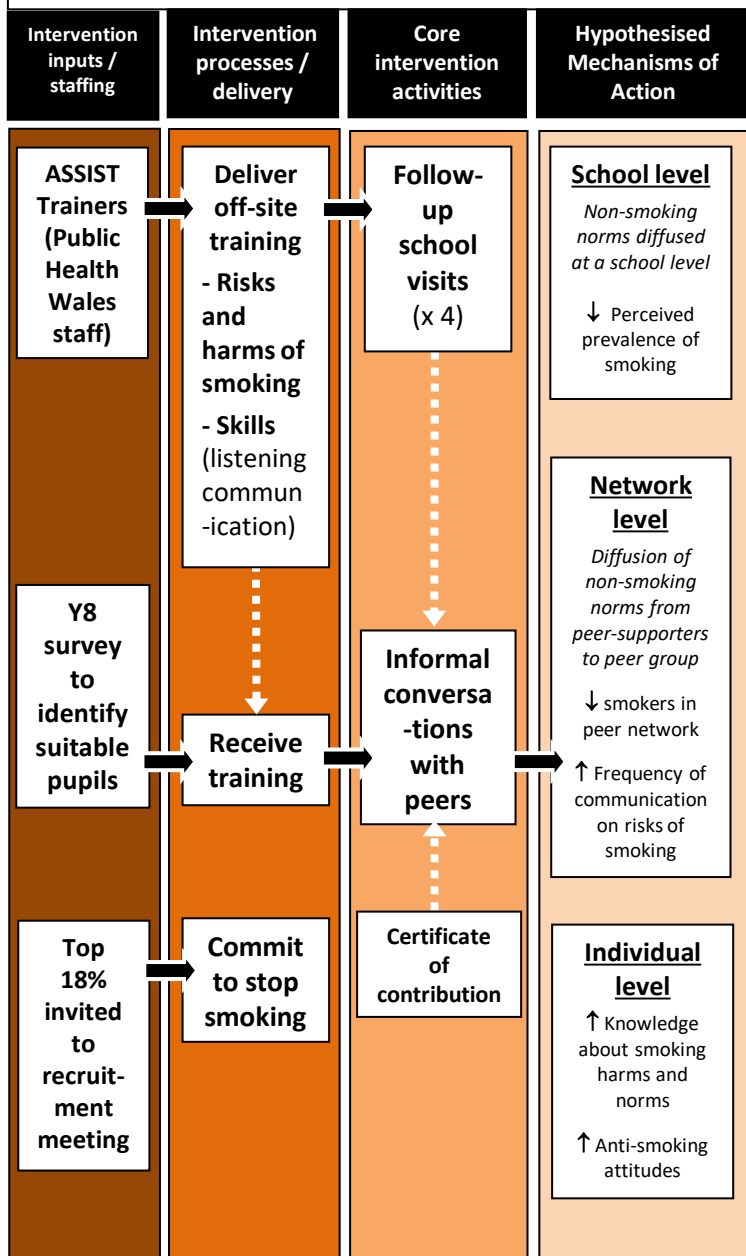 Intervention
inputs /
staffing
Intervention
processes /
delivery
Core
intervention
activities
Hypothesised
Mechanisms of
Action
ASSIST
Trainers
(Public
Health
Wales
staff)
Y8
survey
to
identify
suitable
pupils
Top
18%
invited
to
recruit-
ment
meeting
Deliver
off-site
training
- Risks
and
harms of
smoking
- Skills
(listening
commun
-ication)
Receive
training
Commit
to stop
smoking
Follow-
up
school
visits
(x 4)
Informal
conversa
-tions
with
peers
Certificate
of
contribution
School level
Non-smoking
norms diffused
at a school level
↓ Perceived
prevalence of
smoking
Network
level
Diffusion of
non-smoking
norms from
peer-supporters
to peer group
↓ smokers in
peer network
↑ Frequency of
communication
on risks of
smoking
Individual
level
↑ Knowledge
about smoking
harms and
norms
↑ Anti-smoking
attitudes